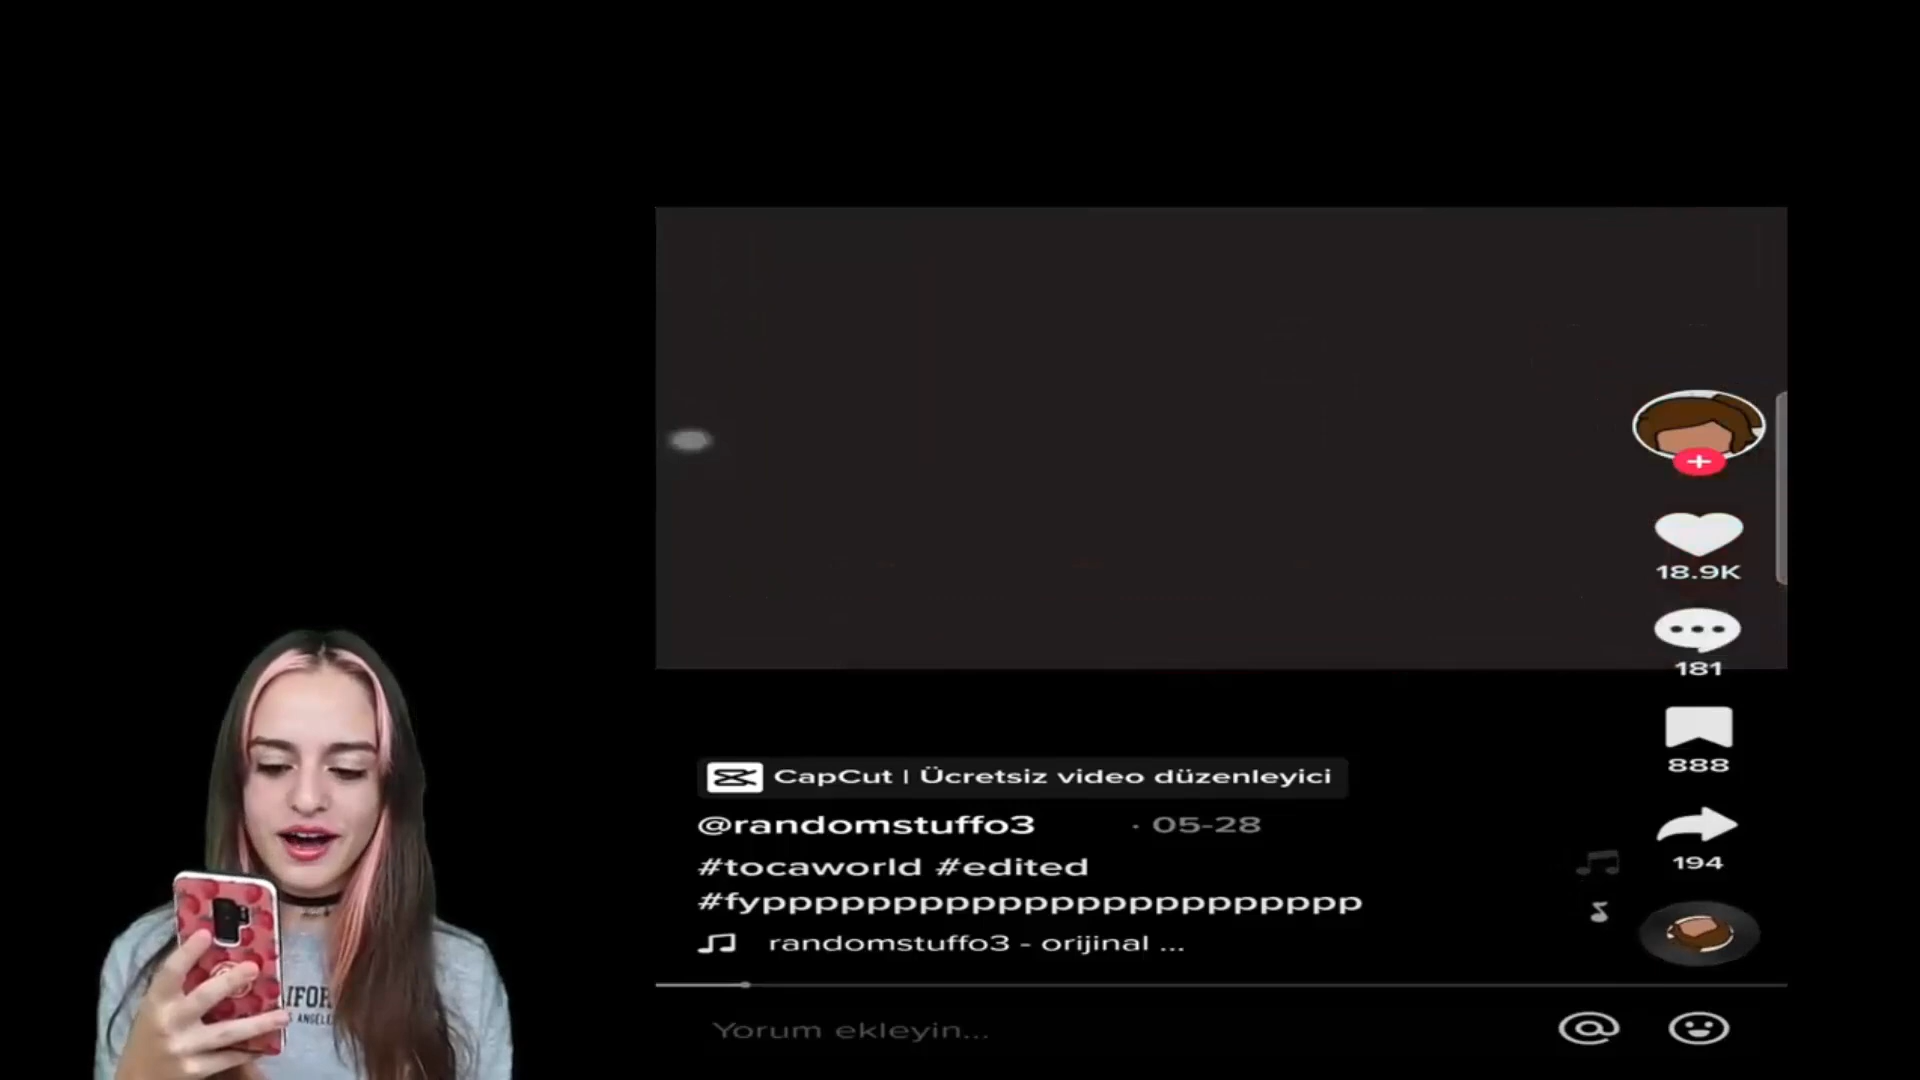 18.9K
181
888
CapCut | Ücretsiz video düzenleyici
@randomstuffo3 · 05-28
194
#tocaworld #edited
#fyppppppppppppppppppppppp
randomstuffo3 - orijinal ...
Yorum ekleyin...